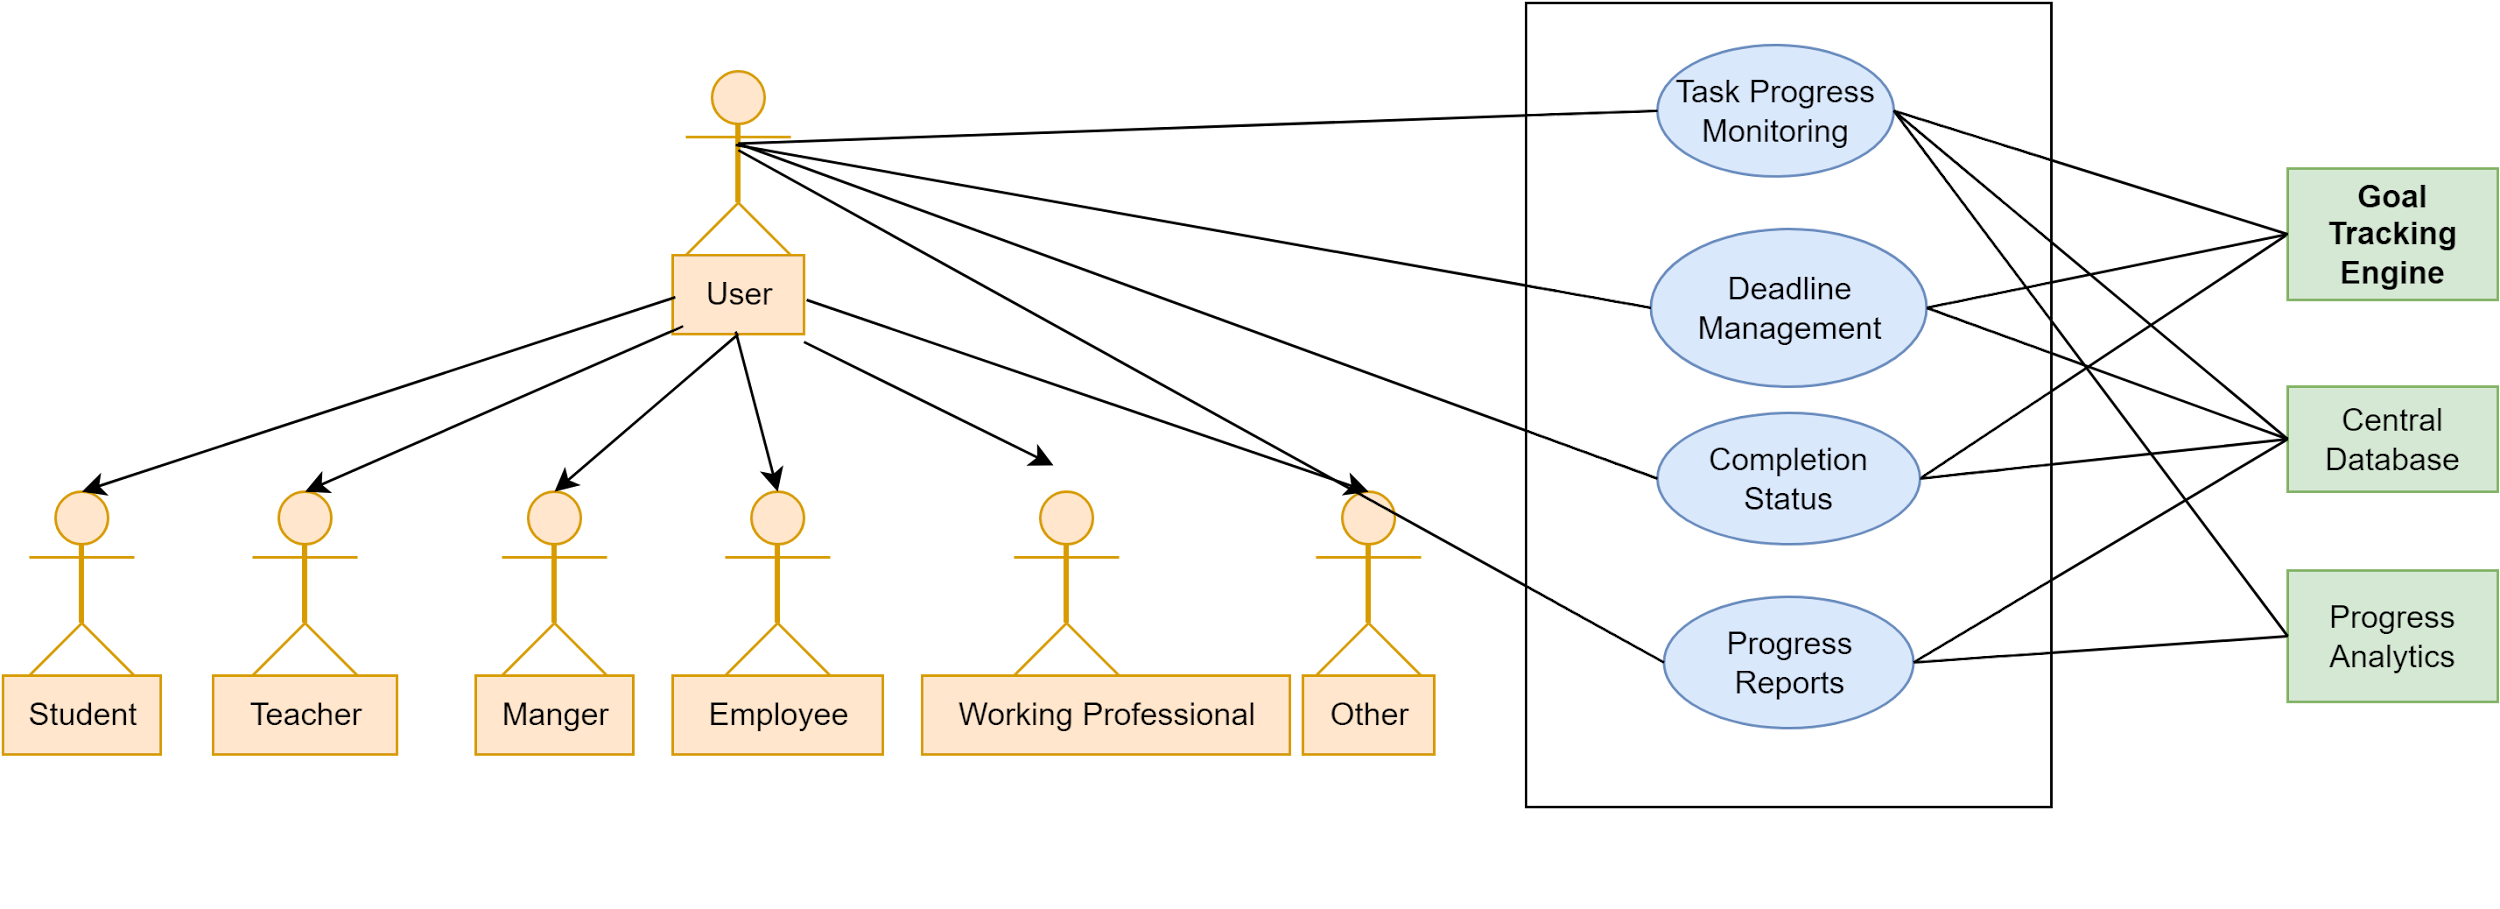 User
Student
Teacher
Manger
Employee
Working Professional
Other
Task Progress
Monitoring
Deadline
Management
Completion
Status
Progress
Reports
Goal
Tracking
Engine
Central
Database
Progress
Analytics